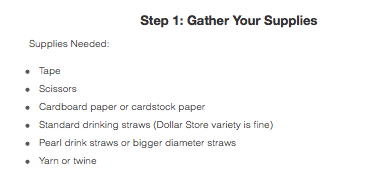 Step 1: Gather Your Supplies
Supplies Needed:
Tape
Scissors
Cardboard paper or cardstock paper
Standard drinking straws (Dollar Store variety is fine)
Pearl drink straws or bigger diameter straws
Yarn or twine